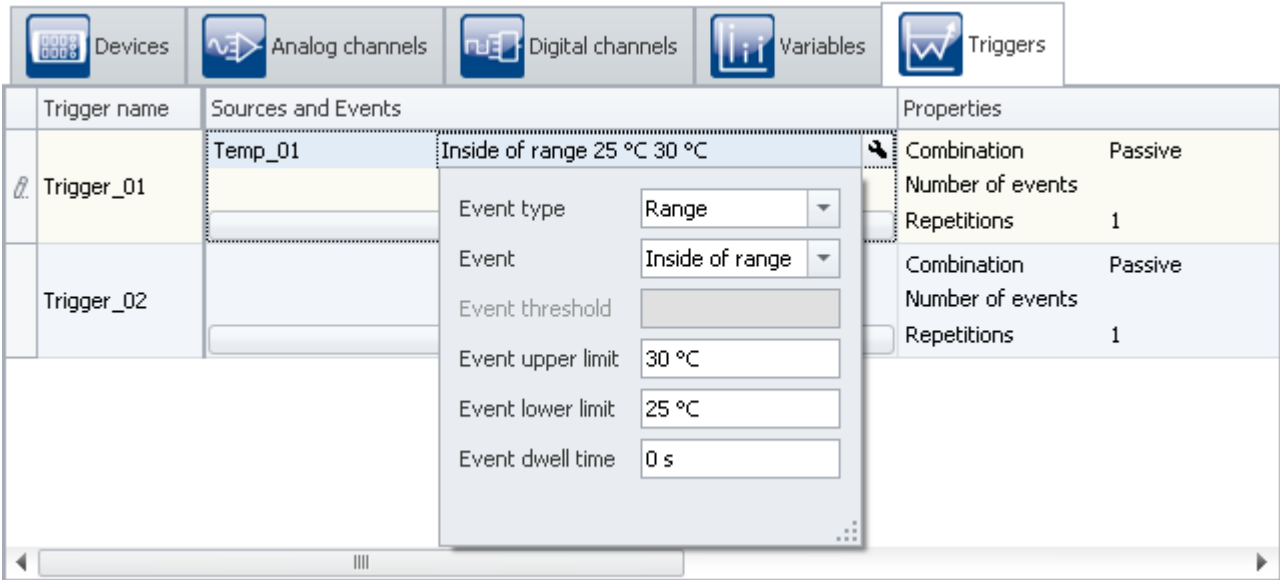 Devices Analog channels Digital channels Variables Triggers
Trigger name Sources and Events Properties
Temp_01 Inside of range 25 °C 30 °C Combination Passive
Trigger_01 Number of events
Event type Range Repetitions 1
Event Inside of range Combination Passive
Trigger_02 Event threshold Number of events
Repetitions 1
Event upper limit 30 °C
Event lower limit 25 °C
Event dwell time 0 s